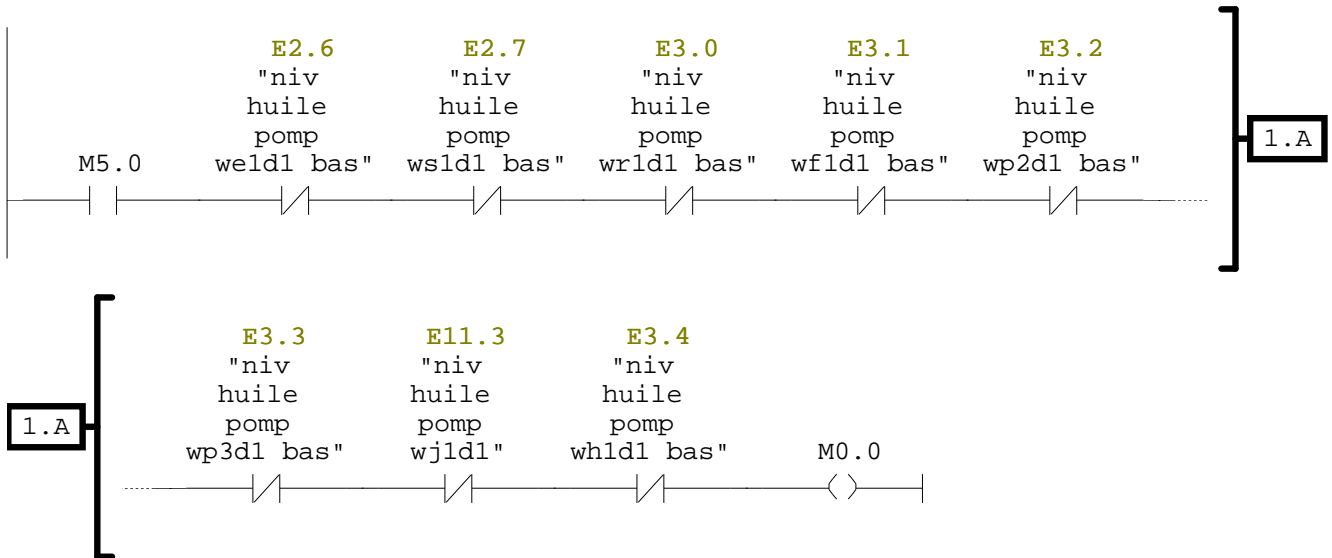 E2.6 E2.7 E3.0 E3.1 E3.2
"niv "niv "niv "niv "niv
huile huile huile huile huile
pomp pomp pomp pomp pomp
M5.0 we1d1 bas" ws1d1 bas" wr1d1 bas" wf1d1 bas" wp2d1 bas"
1.A
E3.3 E11.3 E3.4
"niv "niv "niv
huile huile huile
1.A pomp pomp pomp
wp3d1 bas" wj1d1" wh1d1 bas" M0.0